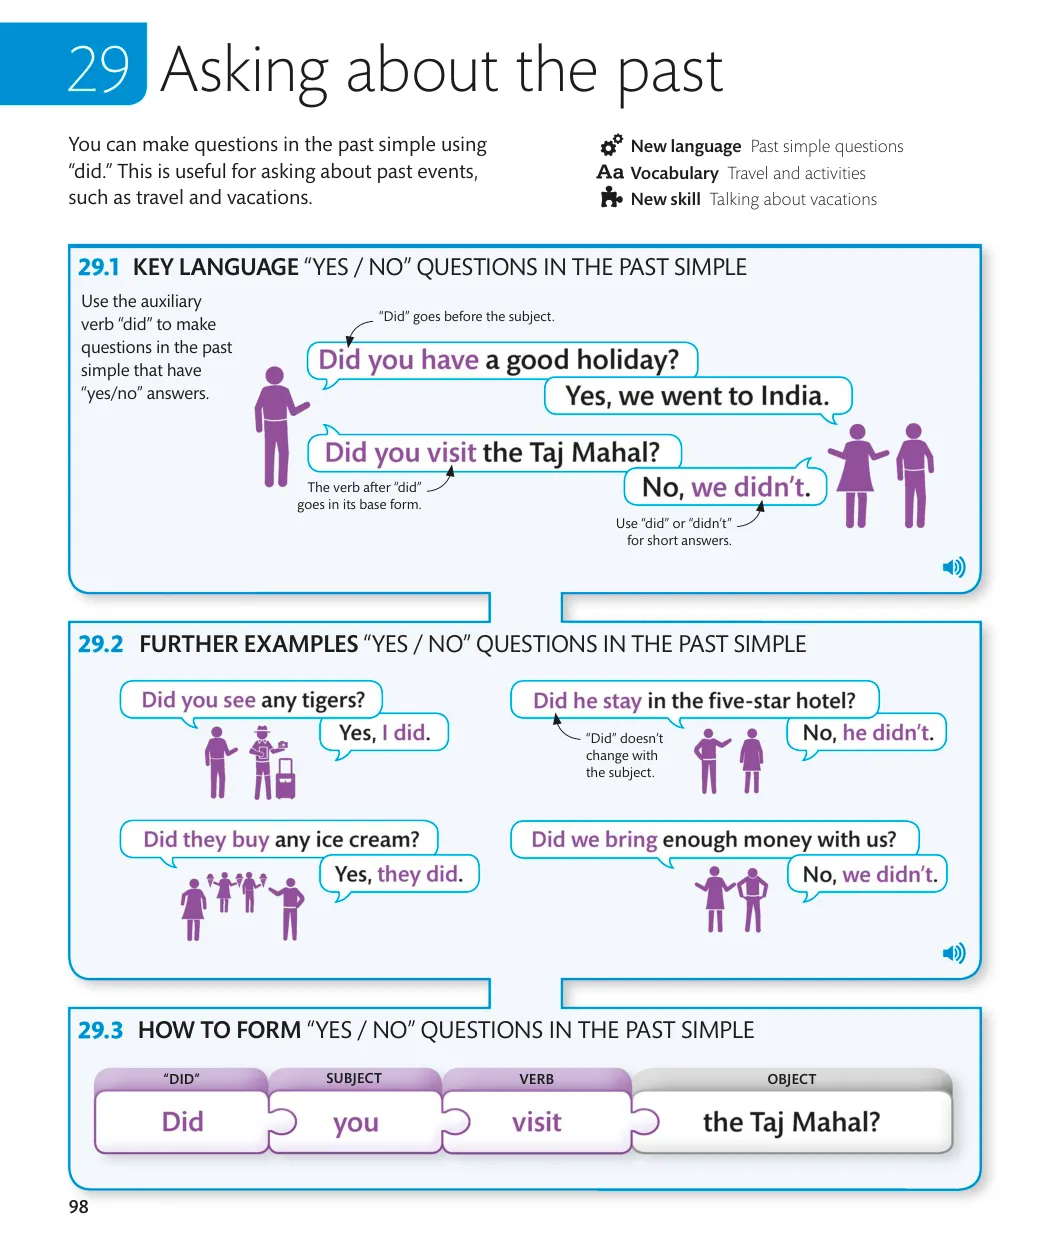 29 Asking about the past
You can make questions in the past simple using
“did.” This is useful for asking about past events,
such as travel and vacations.
New language Past simple questions
Aa Vocabulary Travel and activities
New skill Talking about vacations
29.1 KEY LANGUAGE “YES / NO” QUESTIONS IN THE PAST SIMPLE
Use the auxiliary
verb “did” to make
questions in the past
simple that have
“yes/no” answers.
“Did” goes before the subject.
Did you have a good holiday?
Yes, we went to India.
Did you visit the Taj Mahal?
The verb after “did”
goes in its base form.
No, we didn’t.
Use “did” or “didn’t”
for short answers.
29.2 FURTHER EXAMPLES “YES / NO” QUESTIONS IN THE PAST SIMPLE
Did you see any tigers?
Yes, I did.
Did he stay in the five-star hotel?
No, he didn’t.
“Did” doesn’t
change with
the subject.
Did they buy any ice cream?
Yes, they did.
Did we bring enough money with us?
No, we didn’t.
29.3 HOW TO FORM “YES / NO” QUESTIONS IN THE PAST SIMPLE
“DID” SUBJECT VERB OBJECT
Did you visit the Taj Mahal?
98